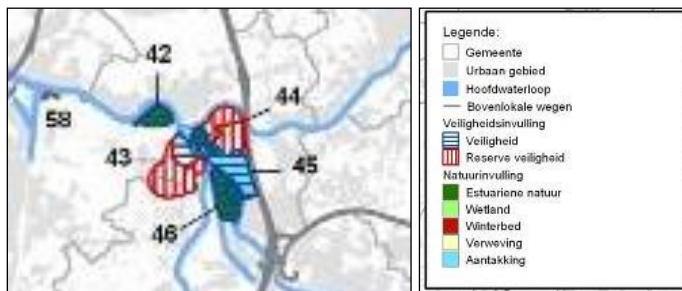 42
44
58
43
45
46
Legende:
Gemeente
Urbaan gebied
Hoofdwaterloop
Bovenlokale wegen
Veiligheidsinvulling
Veiligheid
Reserve veiligheid
Natuurinvulling
Estuariene natuur
Wetland
Winterbed
Verweving
Aantakking